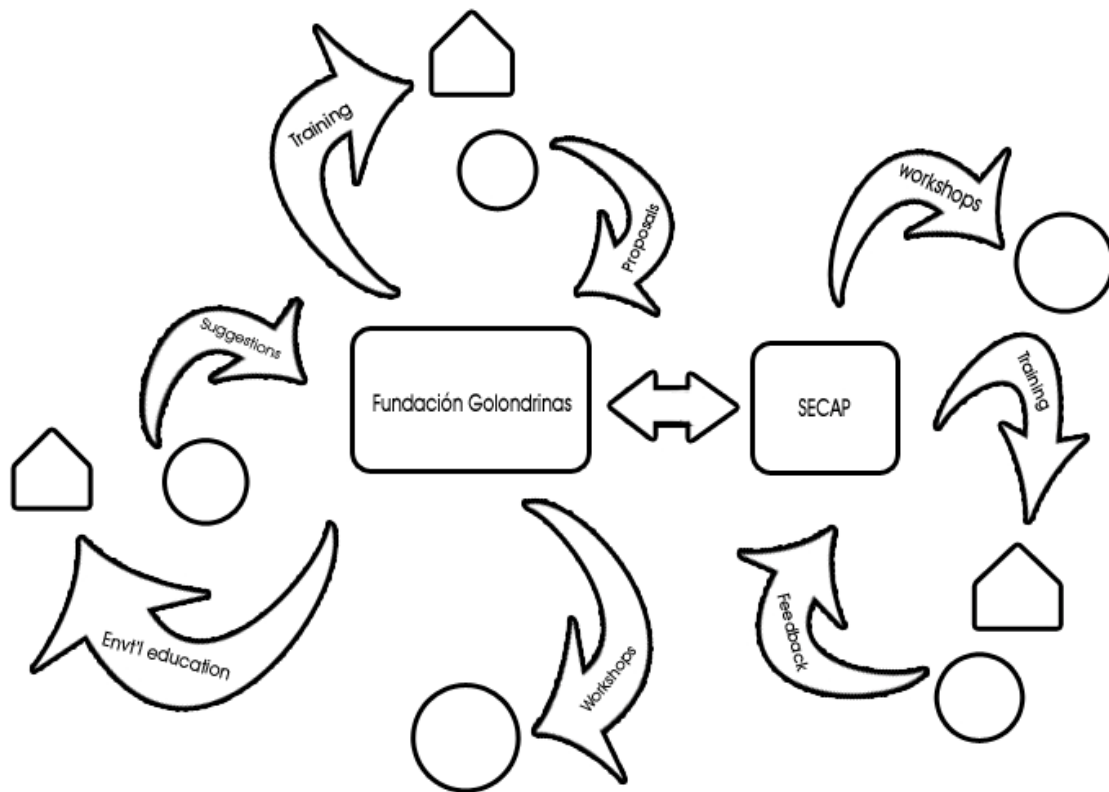 Training
Proposals
workshops
Suggestions
Fundación Golondrinas
SECAP
Training
Envt'l education
Workshops
Feedback